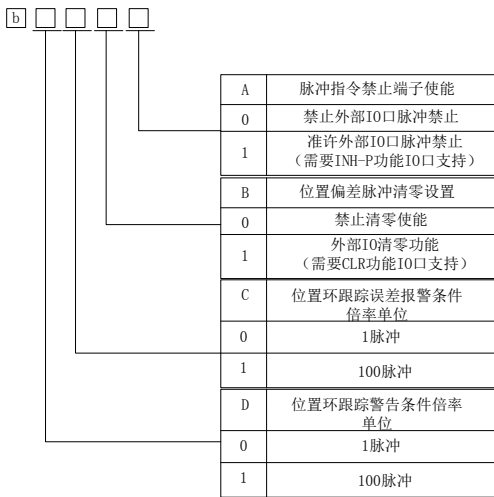 b
A 脉冲指令禁止端子使能
0 禁止外部IO口脉冲禁止
1 准许外部IO口脉冲禁止
(需要INH-P功能IO口支持)
B 位置偏差脉冲清零设置
0 禁止清零使能
1 外部IO清零功能
(需要CLR功能IO口支持)
C 位置环跟踪误差报警条件
倍率单位
0 1脉冲
1 100脉冲
D 位置环跟踪警告条件倍率
单位
0 1脉冲
1 100脉冲